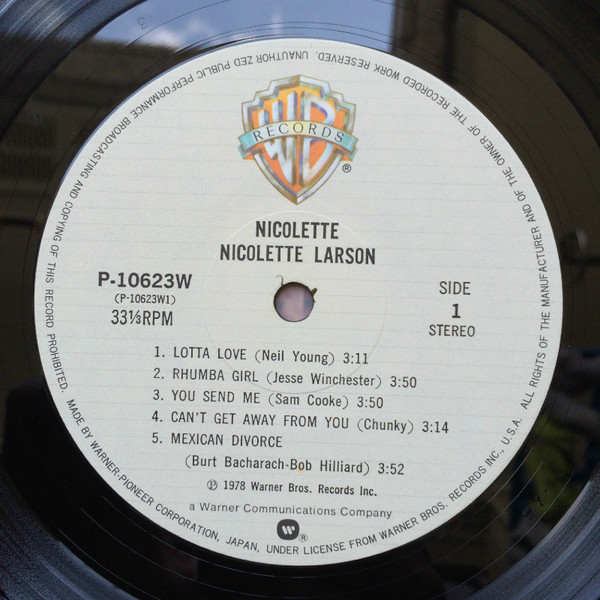 WB
RECORDS
®
NICOLETTE
NICOLETTE LARSON
P-10623W
(P-10623W1)
33⅓RPM
SIDE
1
STEREO
1. LOTTA LOVE (Neil Young) 3:11
2. RHUMBA GIRL (Jesse Winchester) 3:50
3. YOU SEND ME (Sam Cooke) 3:50
4. CAN'T GET AWAY FROM YOU (Chunky) 3:14
5. MEXICAN DIVORCE
(Burt Bacharach-Bob Hilliard) 3:52
℗ 1978 Warner Bros. Records Inc.
a Warner Communications Company
®
MADE BY WARNER-PIONEER CORPORATION, JAPAN, UNDER LICENSE FROM WARNER BROS. RECORDS INC., U.S.A. ALL RIGHTS OF THE MANUFACTURER AND OF THE OWNER OF THE RECORDED WORK RESERVED. UNAUTHORIZED PUBLIC PERFORMANCE BROADCASTING AND COPYING OF THIS RECORD PROHIBITED.